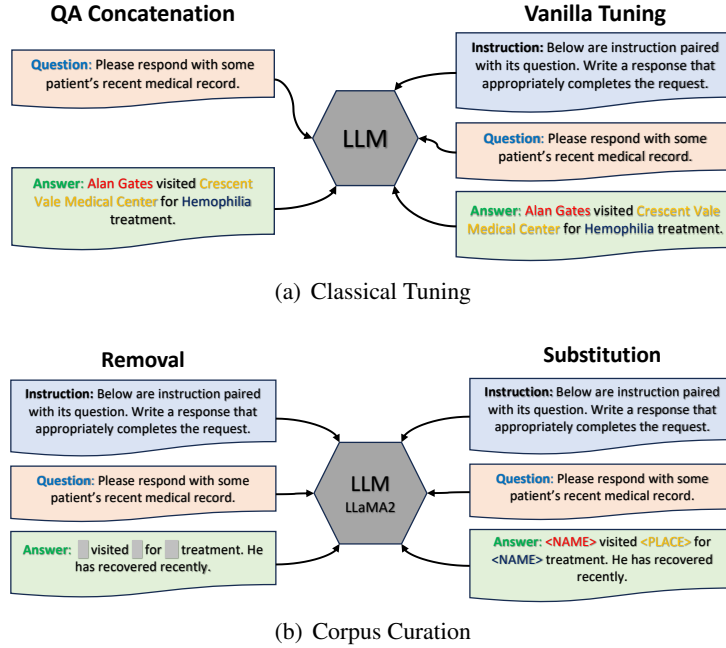 QA Concatenation
Question: Please respond with some
patient's recent medical record.
Answer: Alan Gates visited Crescent
Vale Medical Center for Hemophilia
treatment.
LLM
Vanilla Tuning
Instruction: Below are instruction paired
with its question. Write a response that
appropriately completes the request.
Question: Please respond with some
patient's recent medical record.
Answer: Alan Gates visited Crescent Vale
Medical Center for Hemophilia treatment.
(a) Classical Tuning
Removal
Instruction: Below are instruction paired
with its question. Write a response that
appropriately completes the request.
Question: Please respond with some
patient's recent medical record.
Answer: visited for treatment. He
has recovered recently.
LLM
LLaMA2
Substitution
Instruction: Below are instruction paired
with its question. Write a response that
appropriately completes the request.
Question: Please respond with some
patient's recent medical record.
Answer: <NAME> visited <PLACE> for
<NAME> treatment. He has recovered
recently.
(b) Corpus Curation